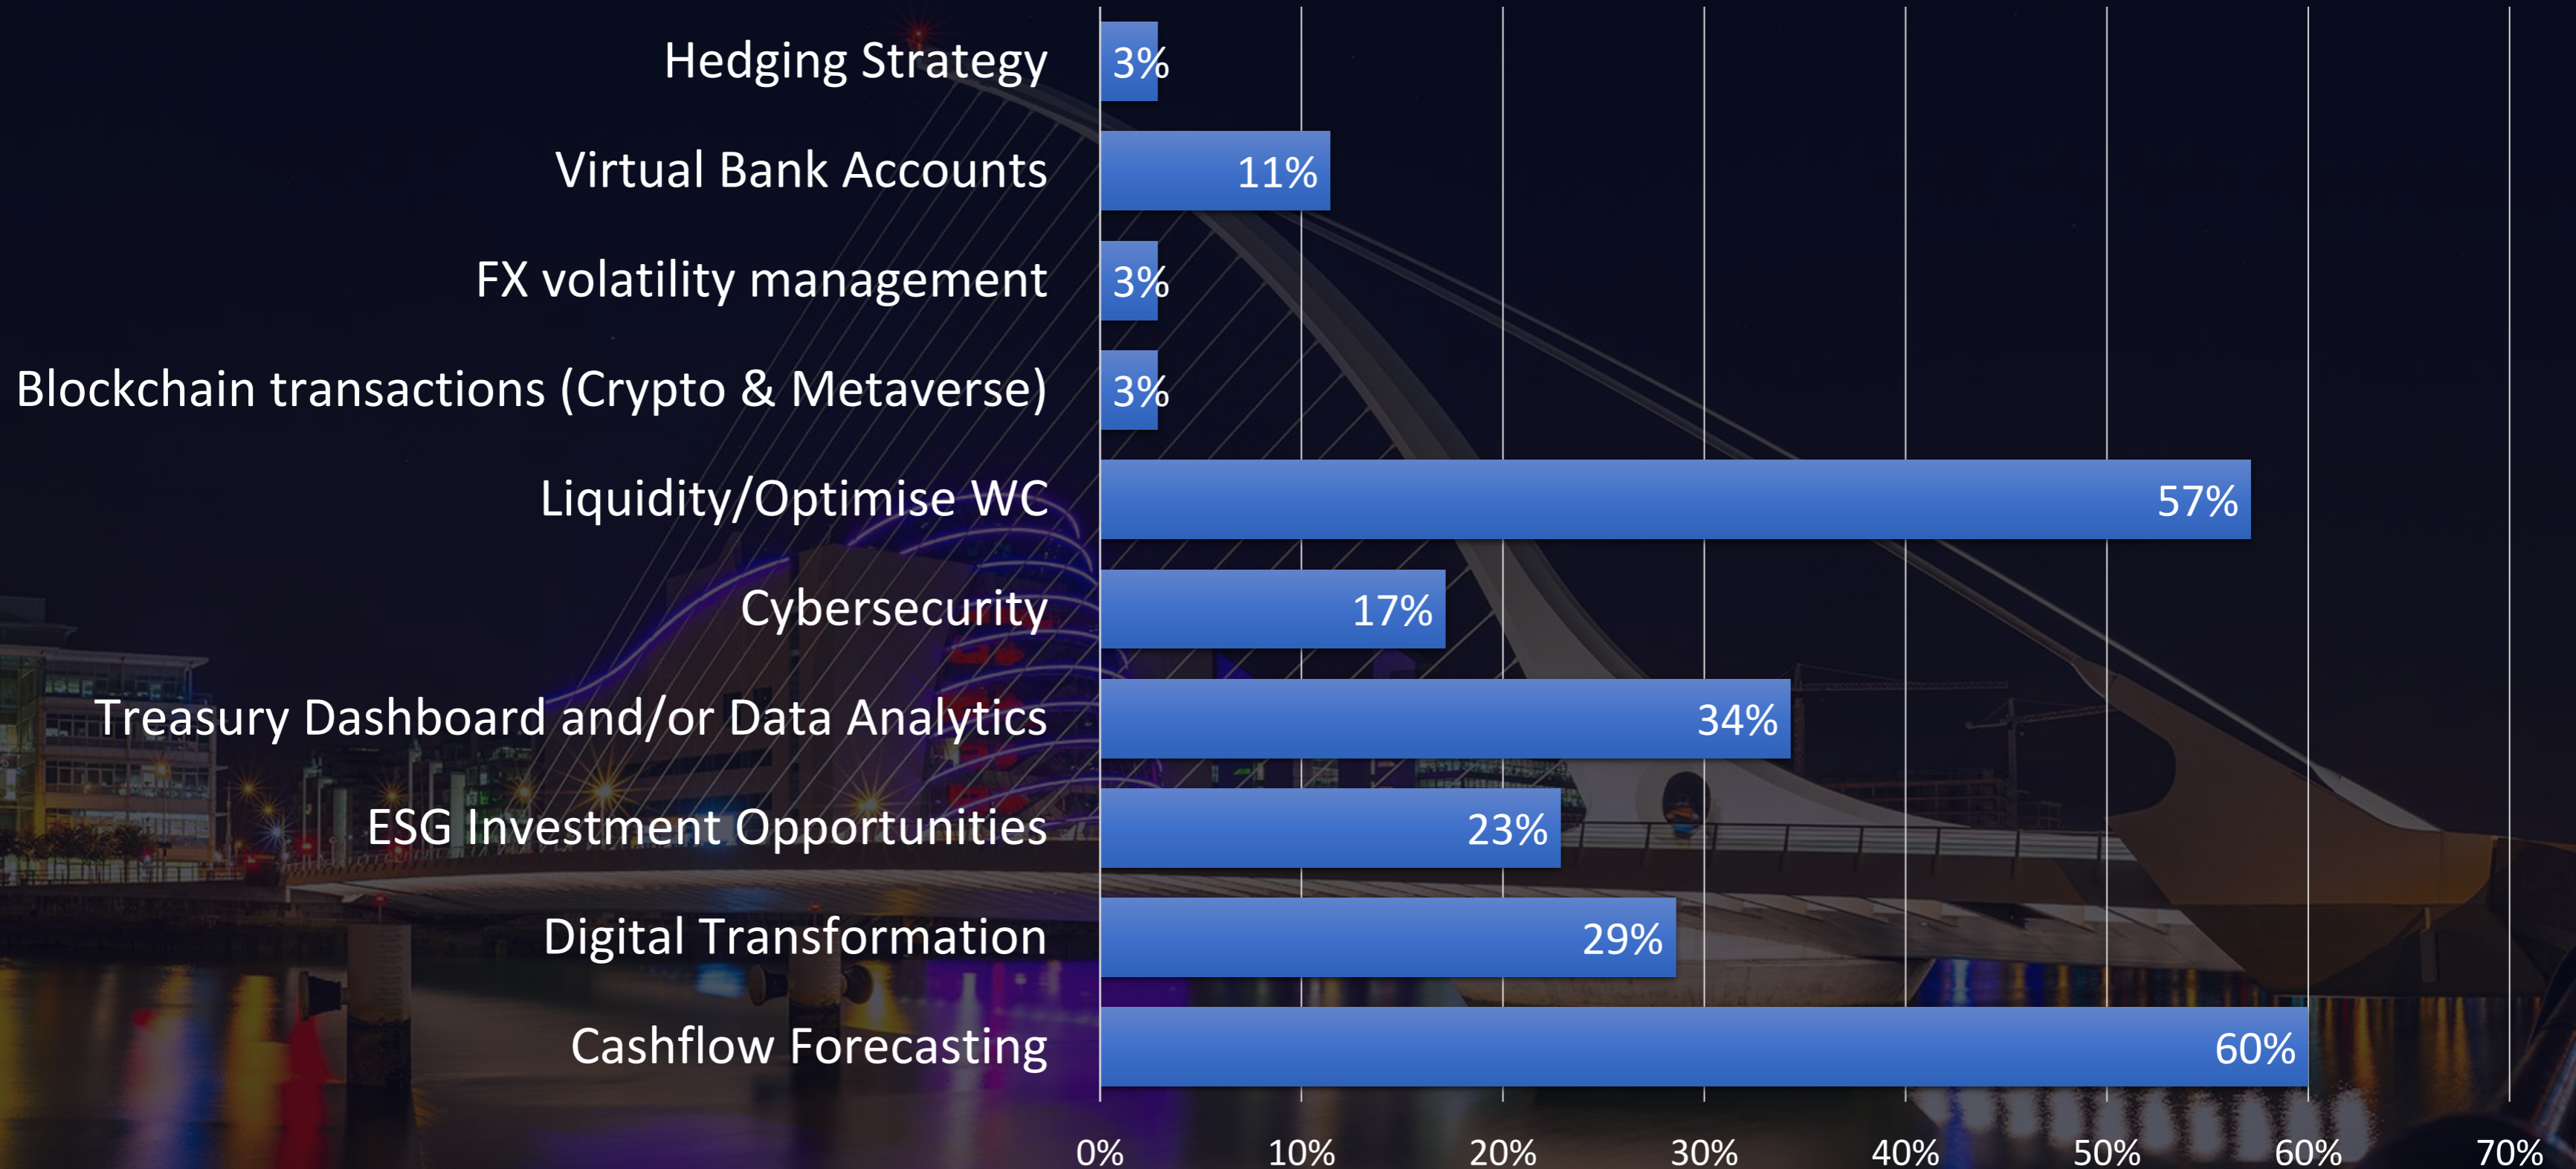 Hedging Strategy 3%
Virtual Bank Accounts 11%
FX volatility management 3%
Blockchain transactions (Crypto & Metaverse) 3%
Liquidity/Optimise WC 57%
Cybersecurity 17%
Treasury Dashboard and/or Data Analytics 34%
ESG Investment Opportunities 23%
Digital Transformation 29%
Cashflow Forecasting 60%
0% 10% 20% 30% 40% 50% 60% 70%